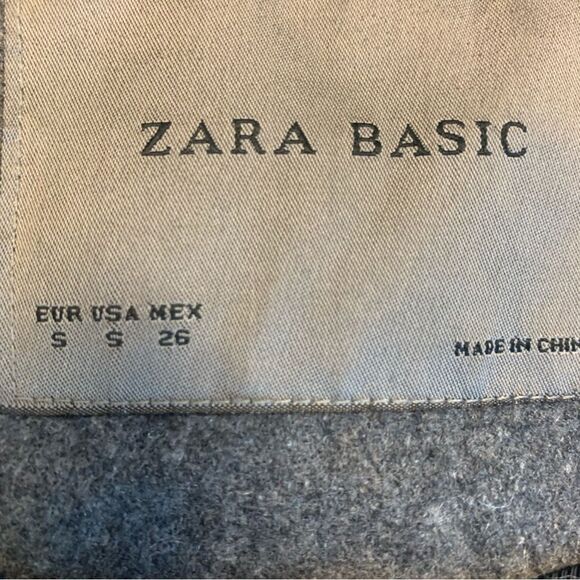 ZARA BASIC
EUR USA MEX
S S 26
MADE IN CHIN